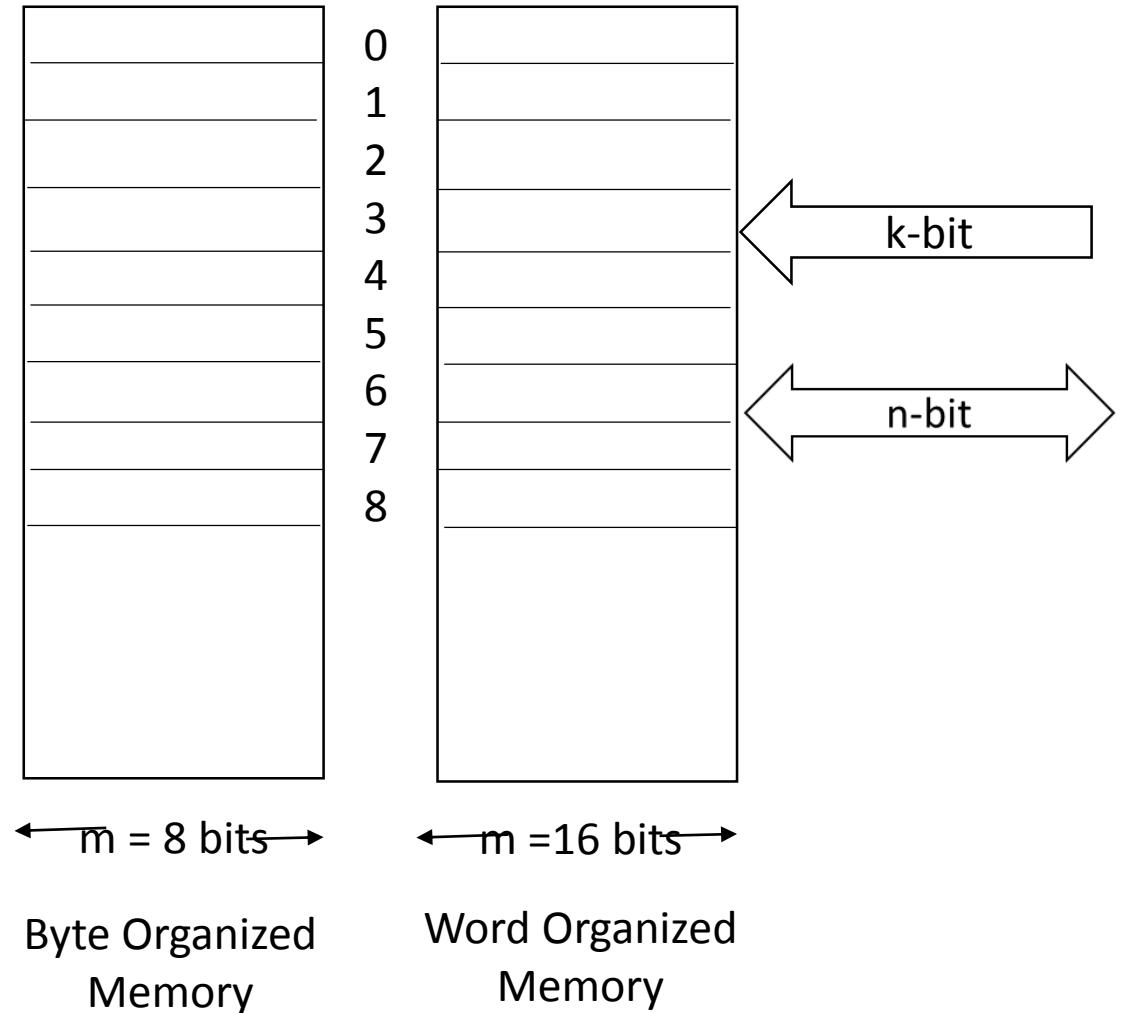 0
1
2
3
4
5
6
7
8
k-bit
n-bit
m = 8 bits
m =16 bits
Byte Organized
Memory
Word Organized
Memory